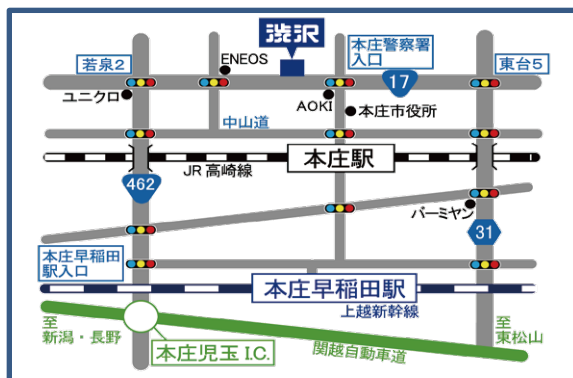 渋沢
本庄警察署
入口
若泉2
ENEOS
東台5
17
ユニクロ
AOKI
本庄市役所
中山道
本庄駅
JR高崎線
462
バーミヤン
31
本庄早稲田
駅入口
本庄早稲田駅
上越新幹線
至
新潟・長野
本庄児玉I.C.
関越自動車道
至
東松山